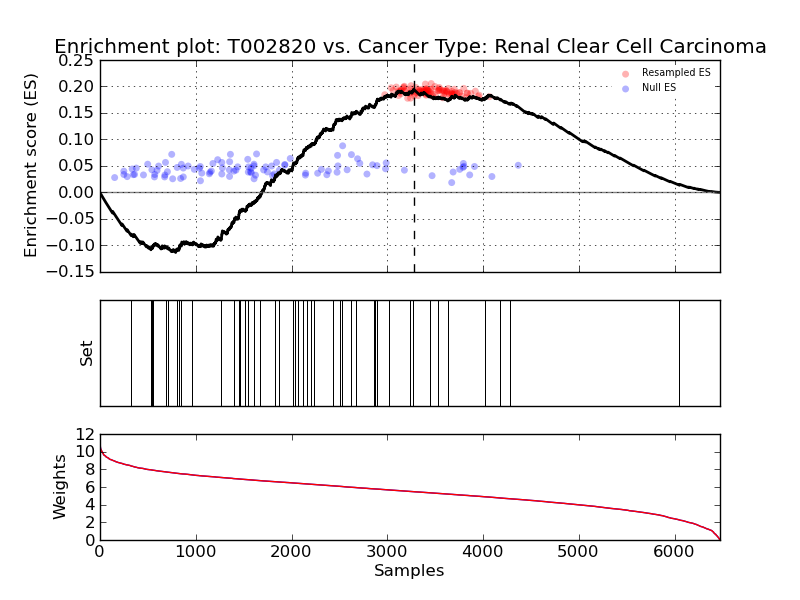 Enrichment plot: T002820 vs. Cancer Type: Renal Clear Cell Carcinoma
Enrichment score (ES)
0.25
0.20
0.15
0.10
0.05
0.00
−0.05
−0.10
−0.15
Resampled ES
Null ES
Set
Weights
12
10
8
6
4
2
0
0 1000 2000 3000 4000 5000 6000
Samples